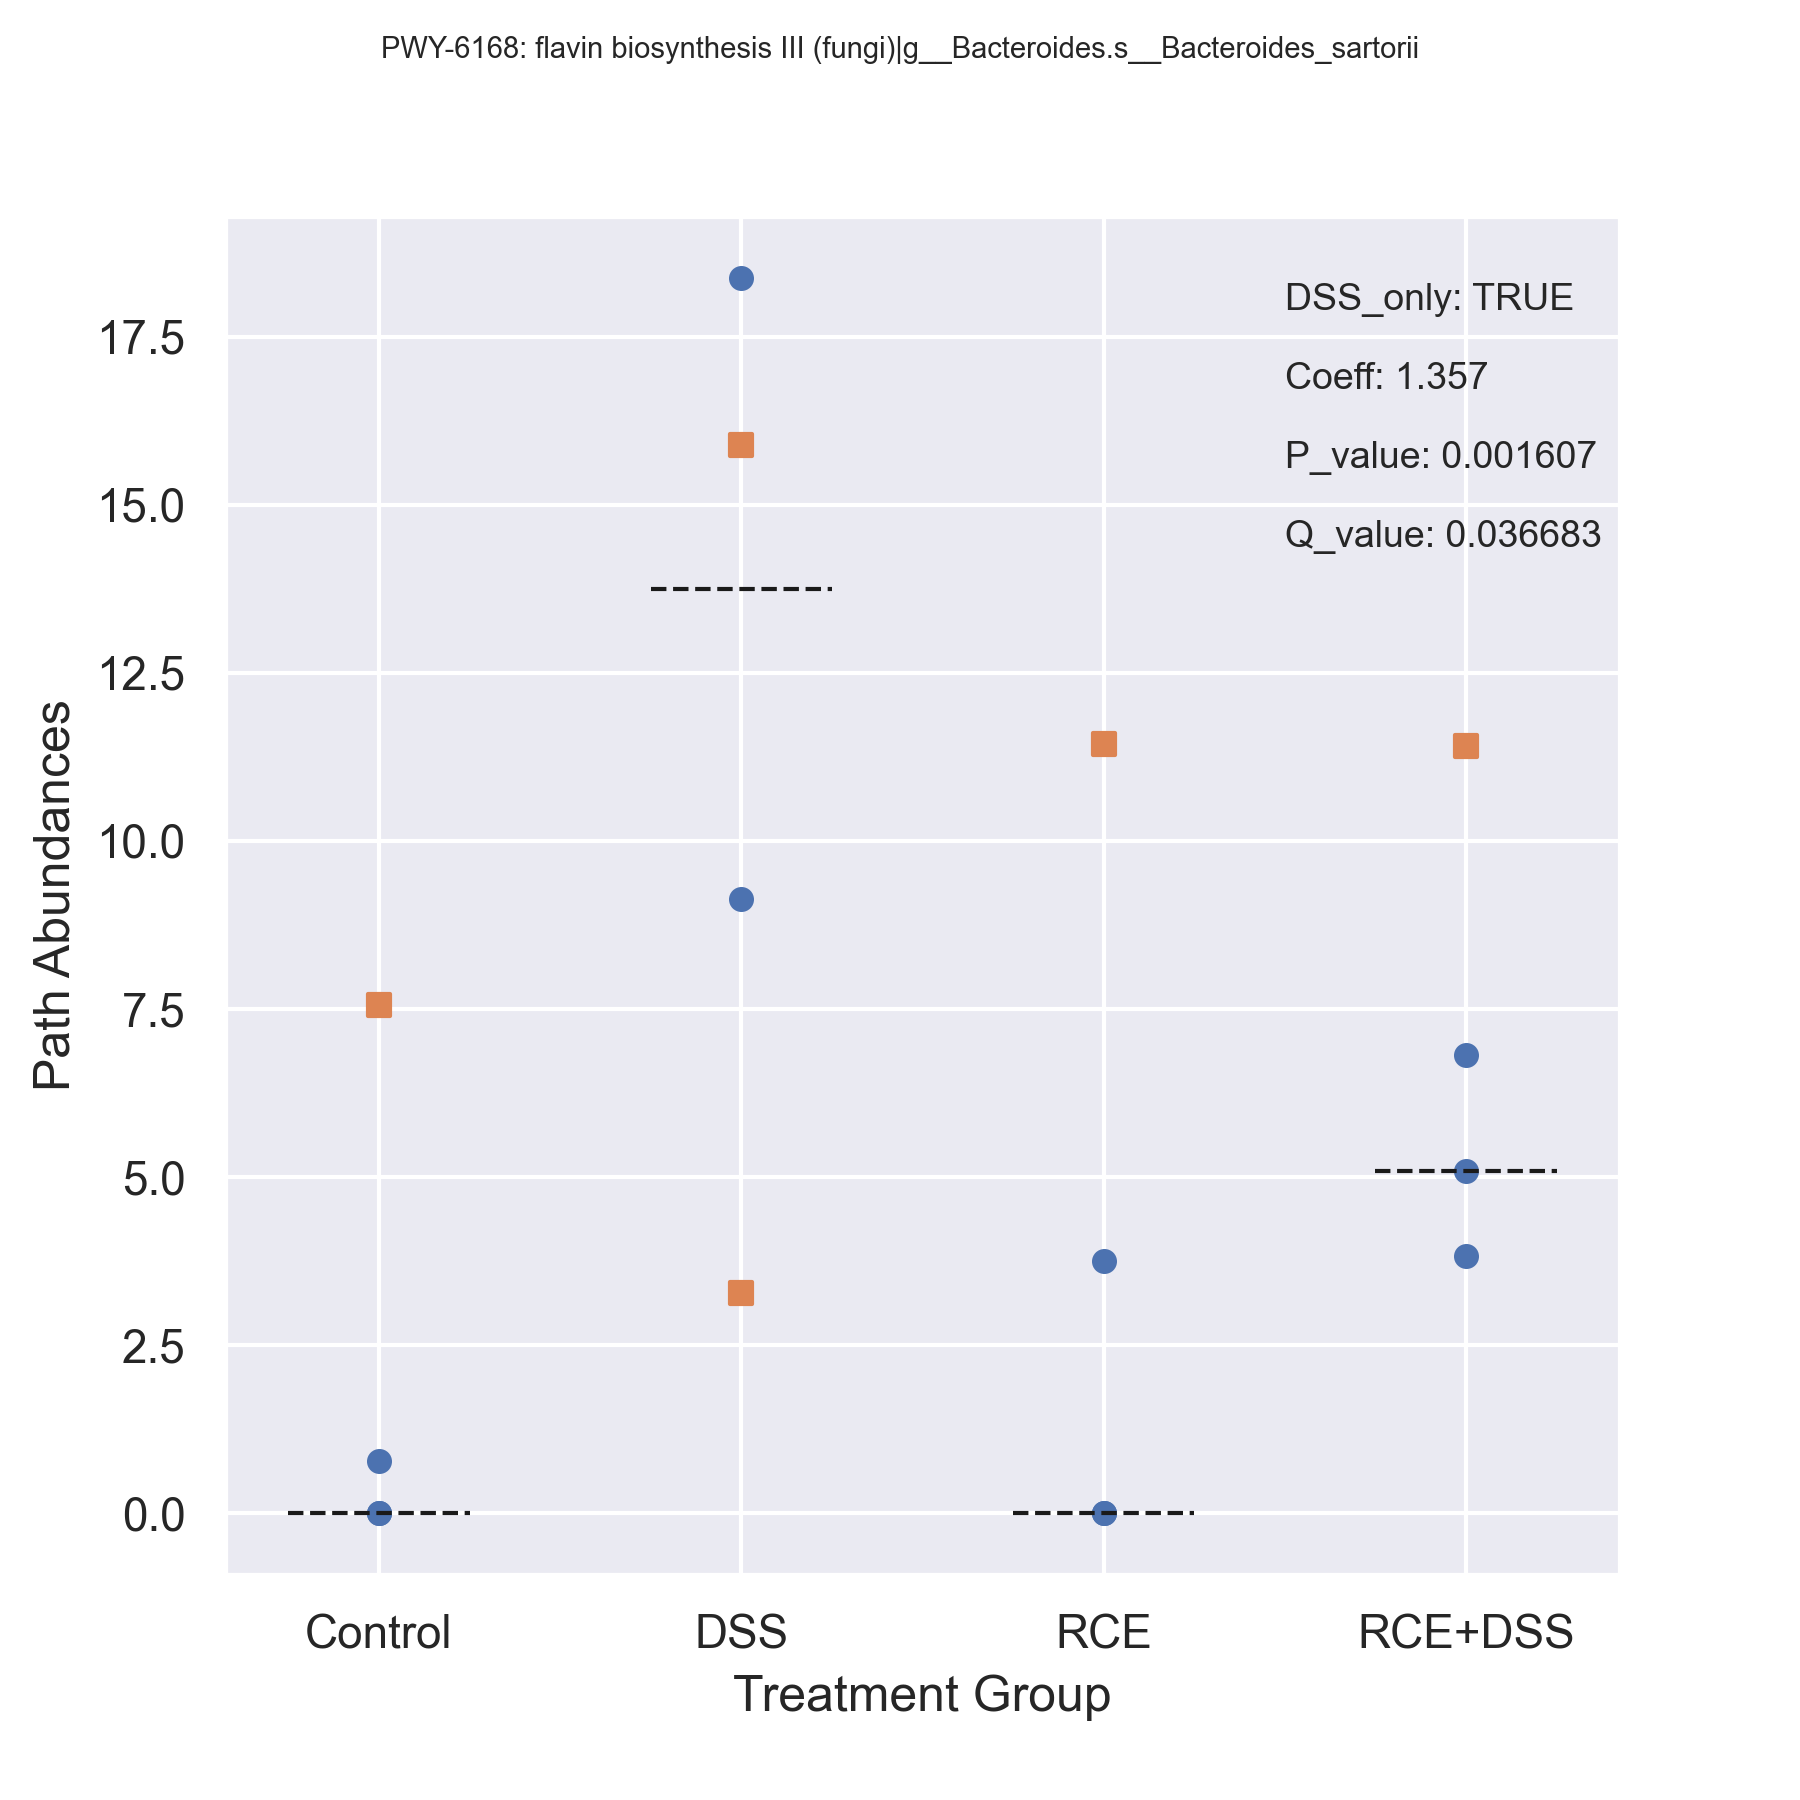 PWY-6168: flavin biosynthesis III (fungi)|g__Bacteroides.s__Bacteroides_sartorii
DSS_only: TRUE
Coeff: 1.357
P_value: 0.001607
Q_value: 0.036683
17.5
15.0
12.5
10.0
7.5
5.0
2.5
0.0
Path Abundances
Control
DSS
RCE
RCE+DSS
Treatment Group